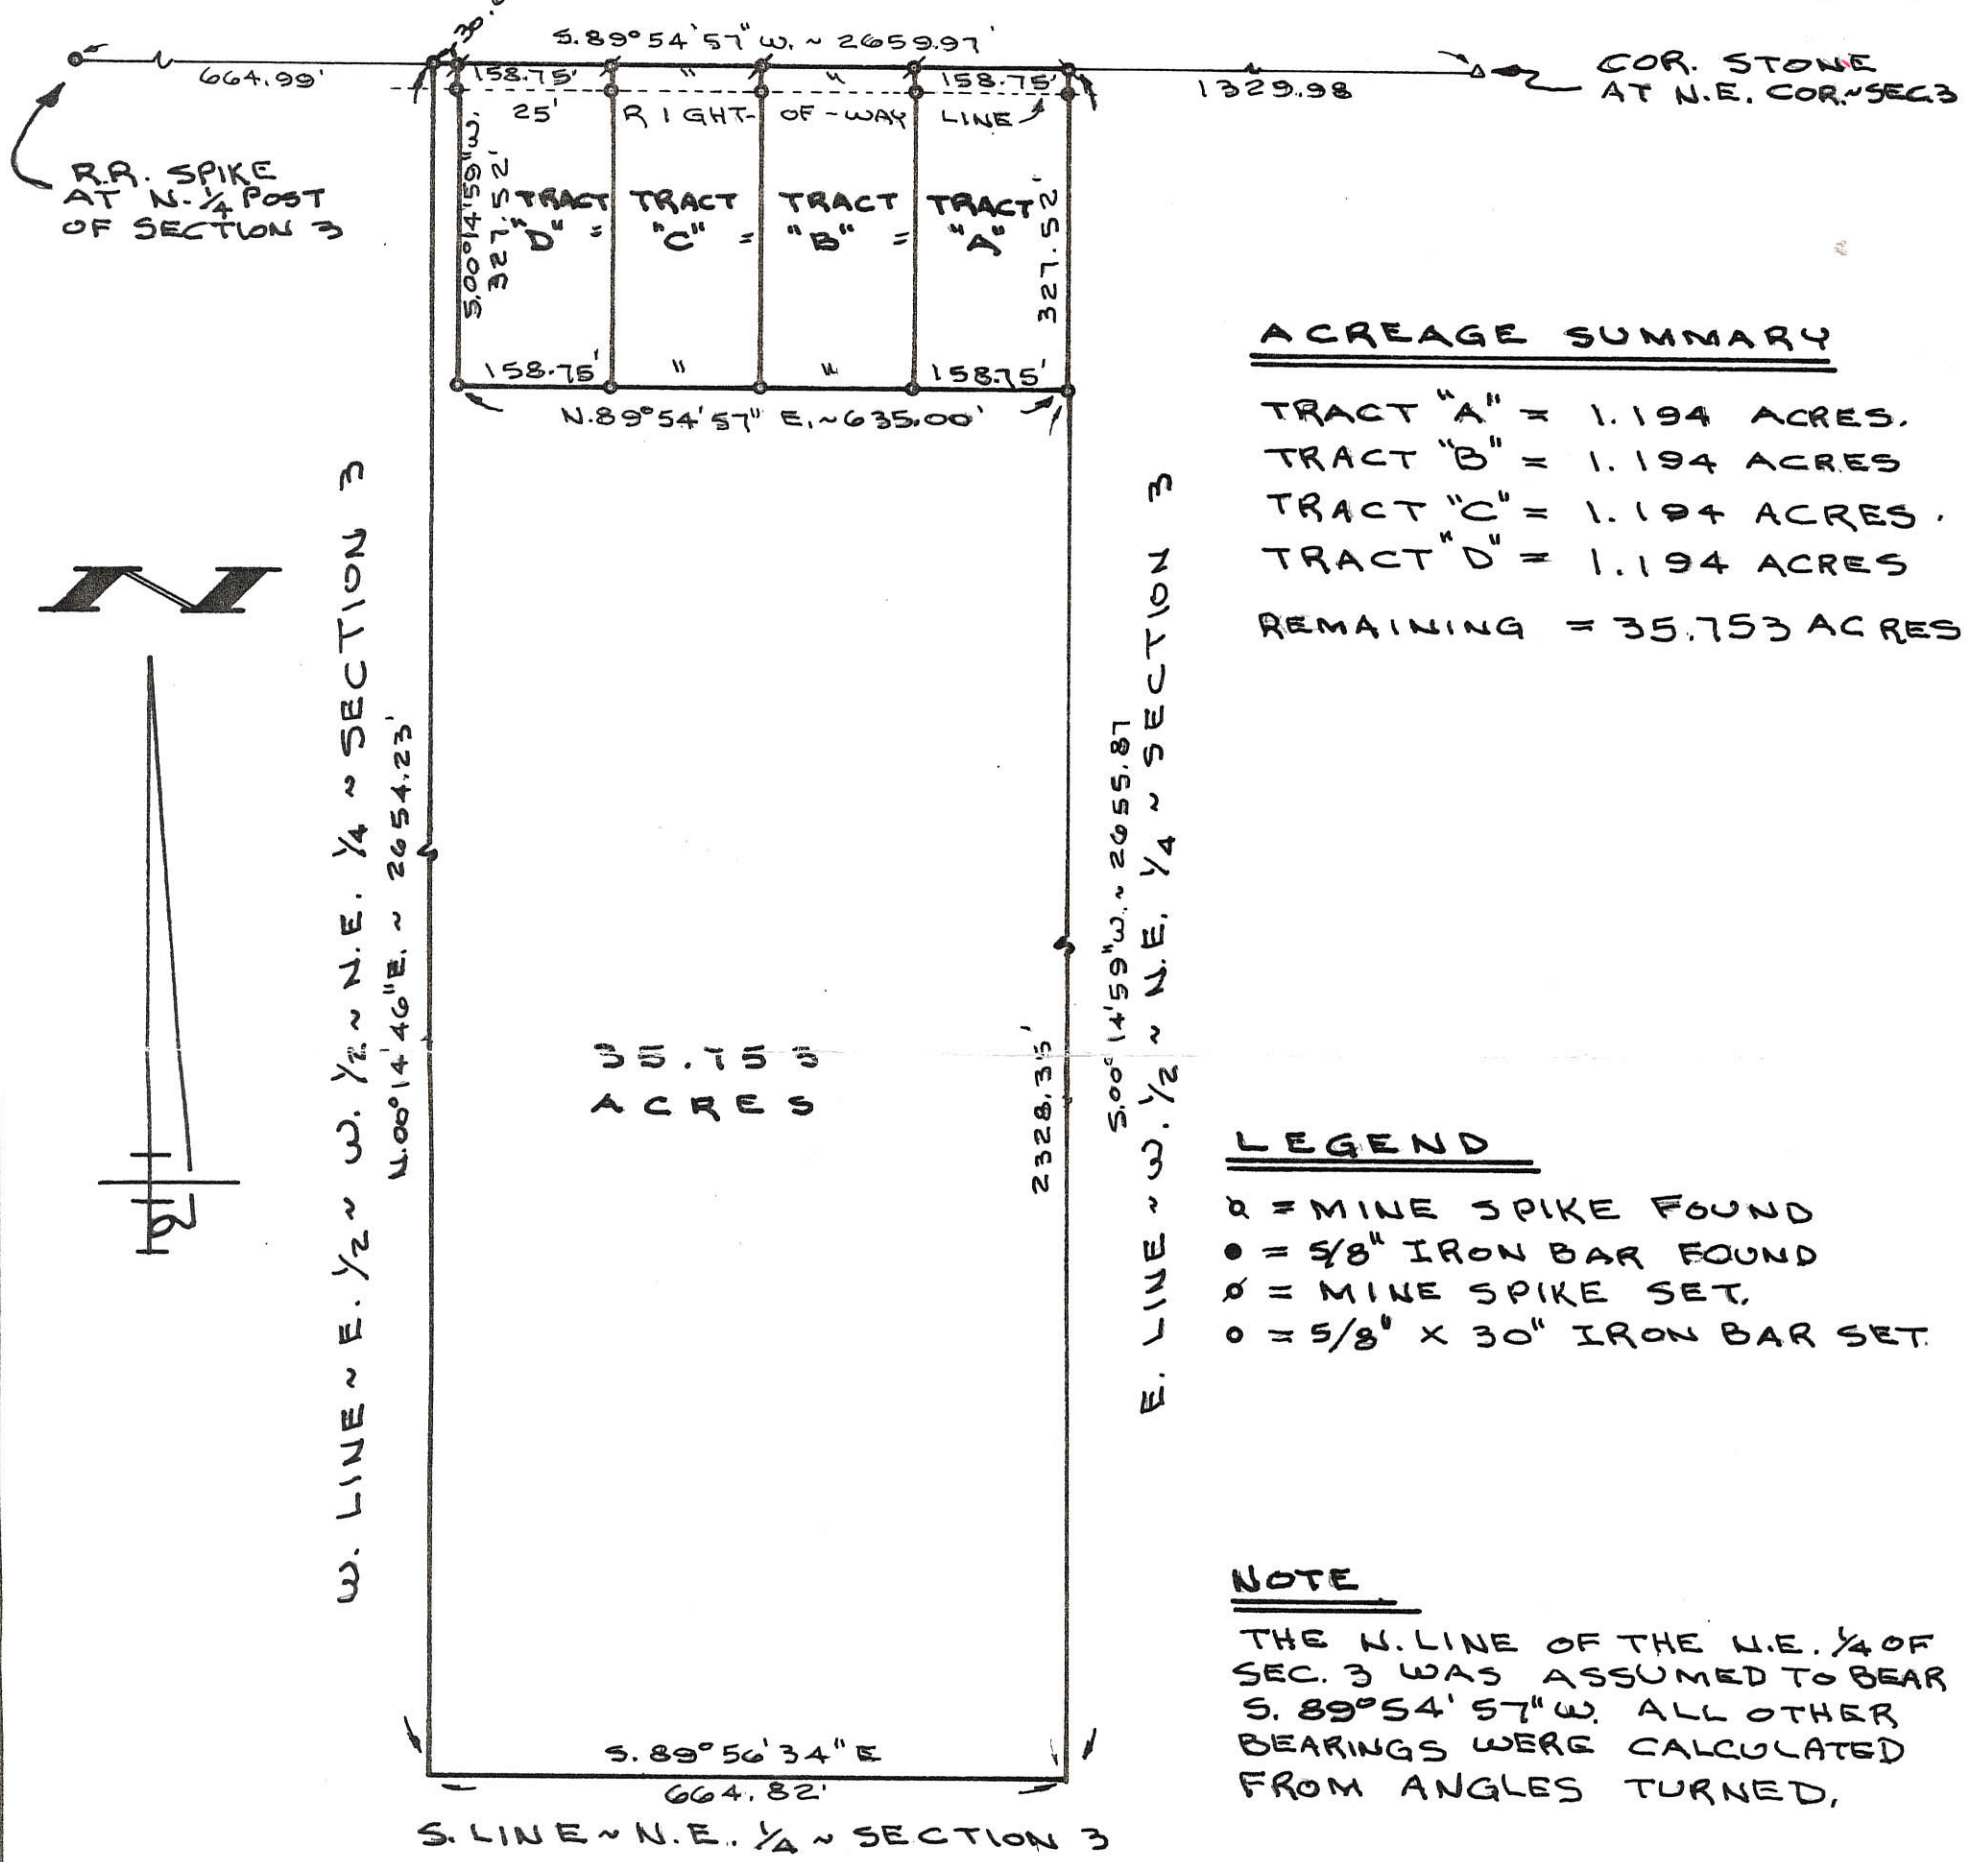 30.
S.89°54'57" W. ~ 2659.97'
664.99'
158.75' " " 158.75'
1329.98
COR. STONE
AT N.E. COR.~SEC.3
25' RIGHT-OF-WAY LINE
R.R. SPIKE
AT N. 1/4 POST
OF SECTION 3
S.00°14'59"W.
327.52'
TRACT "D" =
TRACT "C" =
TRACT "B" =
TRACT "A"
327.52'
158.75' " " 158.75'
N.89°54'57" E.~635.00'
ACREAGE SUMMARY
TRACT "A" = 1.194 ACRES.
TRACT "B" = 1.194 ACRES
TRACT "C" = 1.194 ACRES.
TRACT "D" = 1.194 ACRES
REMAINING = 35.753 ACRES
N
W. LINE ~ E. 1/2 ~ W. 1/2 ~ N.E. 1/4 ~ SECTION 3
N.00°14'46"E. ~ 2654.23'
35.753
ACRES
2328.35'
S.00°14'59"W. ~ 2655.87
E. LINE ~ W. 1/2 ~ N.E. 1/4 ~ SECTION 3
LEGEND
= MINE SPIKE FOUND
● = 5/8" IRON BAR FOUND
ø = MINE SPIKE SET.
o = 5/8" X 30" IRON BAR SET.
NOTE
THE N. LINE OF THE N.E. 1/4 OF
SEC. 3 WAS ASSUMED TO BEAR
S. 89°54'57" W. ALL OTHER
BEARINGS WERE CALCULATED
FROM ANGLES TURNED.
S. 89°56'34" E
664.82'
S. LINE ~ N.E. 1/4 ~ SECTION 3